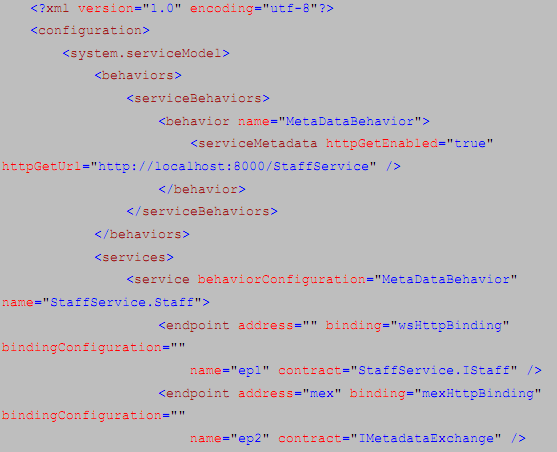 <?xml version="1.0" encoding="utf-8"?>
<configuration>
<system.serviceModel>
<behaviors>
<serviceBehaviors>
<behavior name="MetaDataBehavior">
<serviceMetadata httpGetEnabled="true"
httpGetUrl="http://localhost:8000/StaffService" />
</behavior>
</serviceBehaviors>
</behaviors>
<services>
<service behaviorConfiguration="MetaDataBehavior"
name="StaffService.Staff">
<endpoint address="" binding="wsHttpBinding"
bindingConfiguration=""
name="ep1" contract="StaffService.IStaff" />
<endpoint address="mex" binding="mexHttpBinding"
bindingConfiguration=""
name="ep2" contract="IMetadataExchange" />